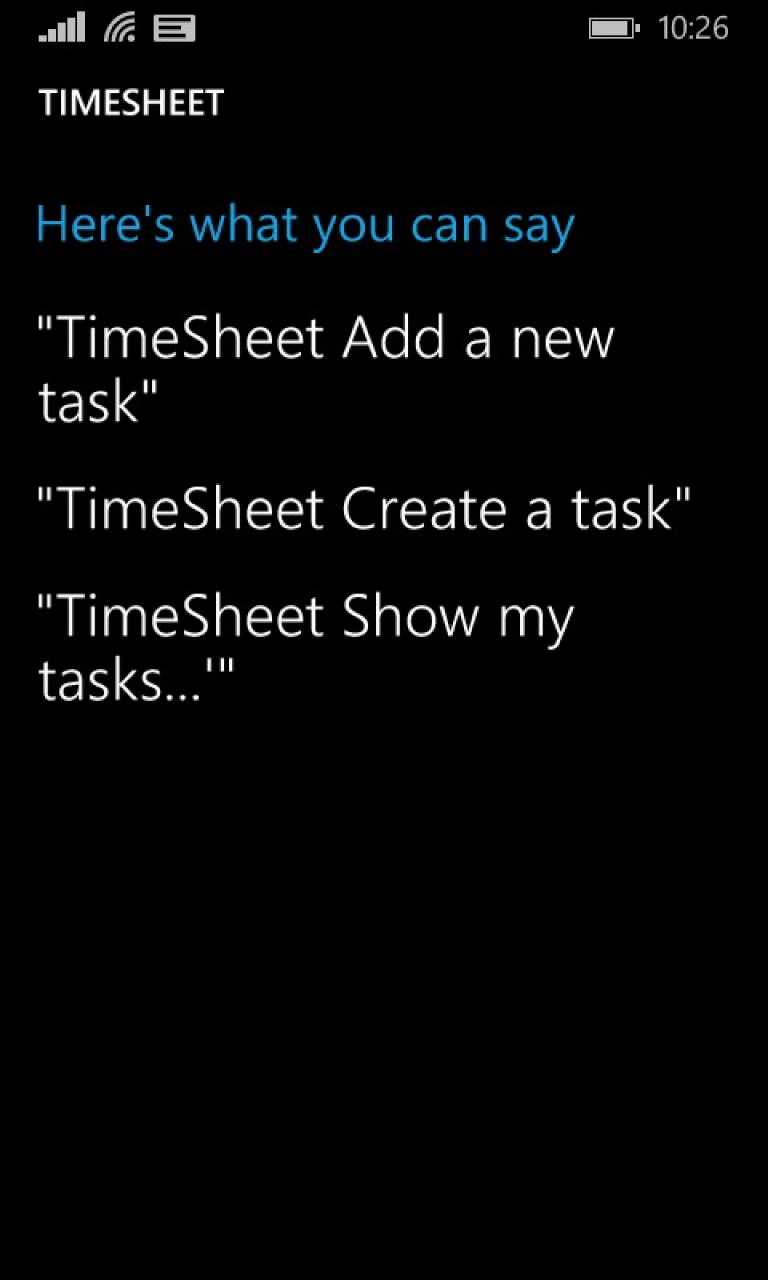 10:26
TIMESHEET
Here's what you can say
"TimeSheet Add a new
task"
"TimeSheet Create a task"
"TimeSheet Show my
tasks...'"